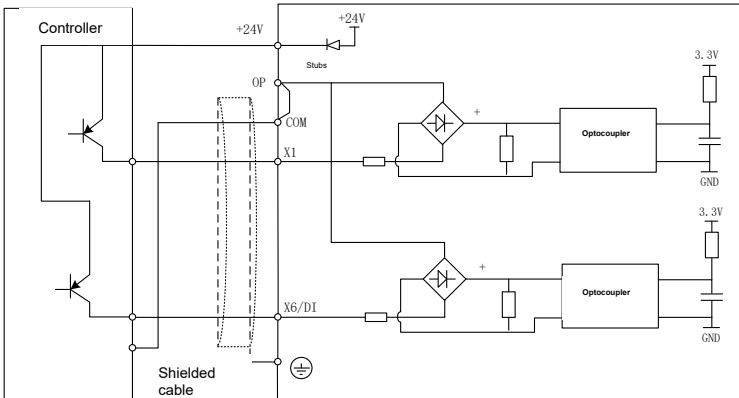 Controller
+24V
+24V
Stubs
3.3V
OP
+
COM
Optocoupler
X1
GND
3.3V
+
Optocoupler
X6/DI
GND
Shielded
cable